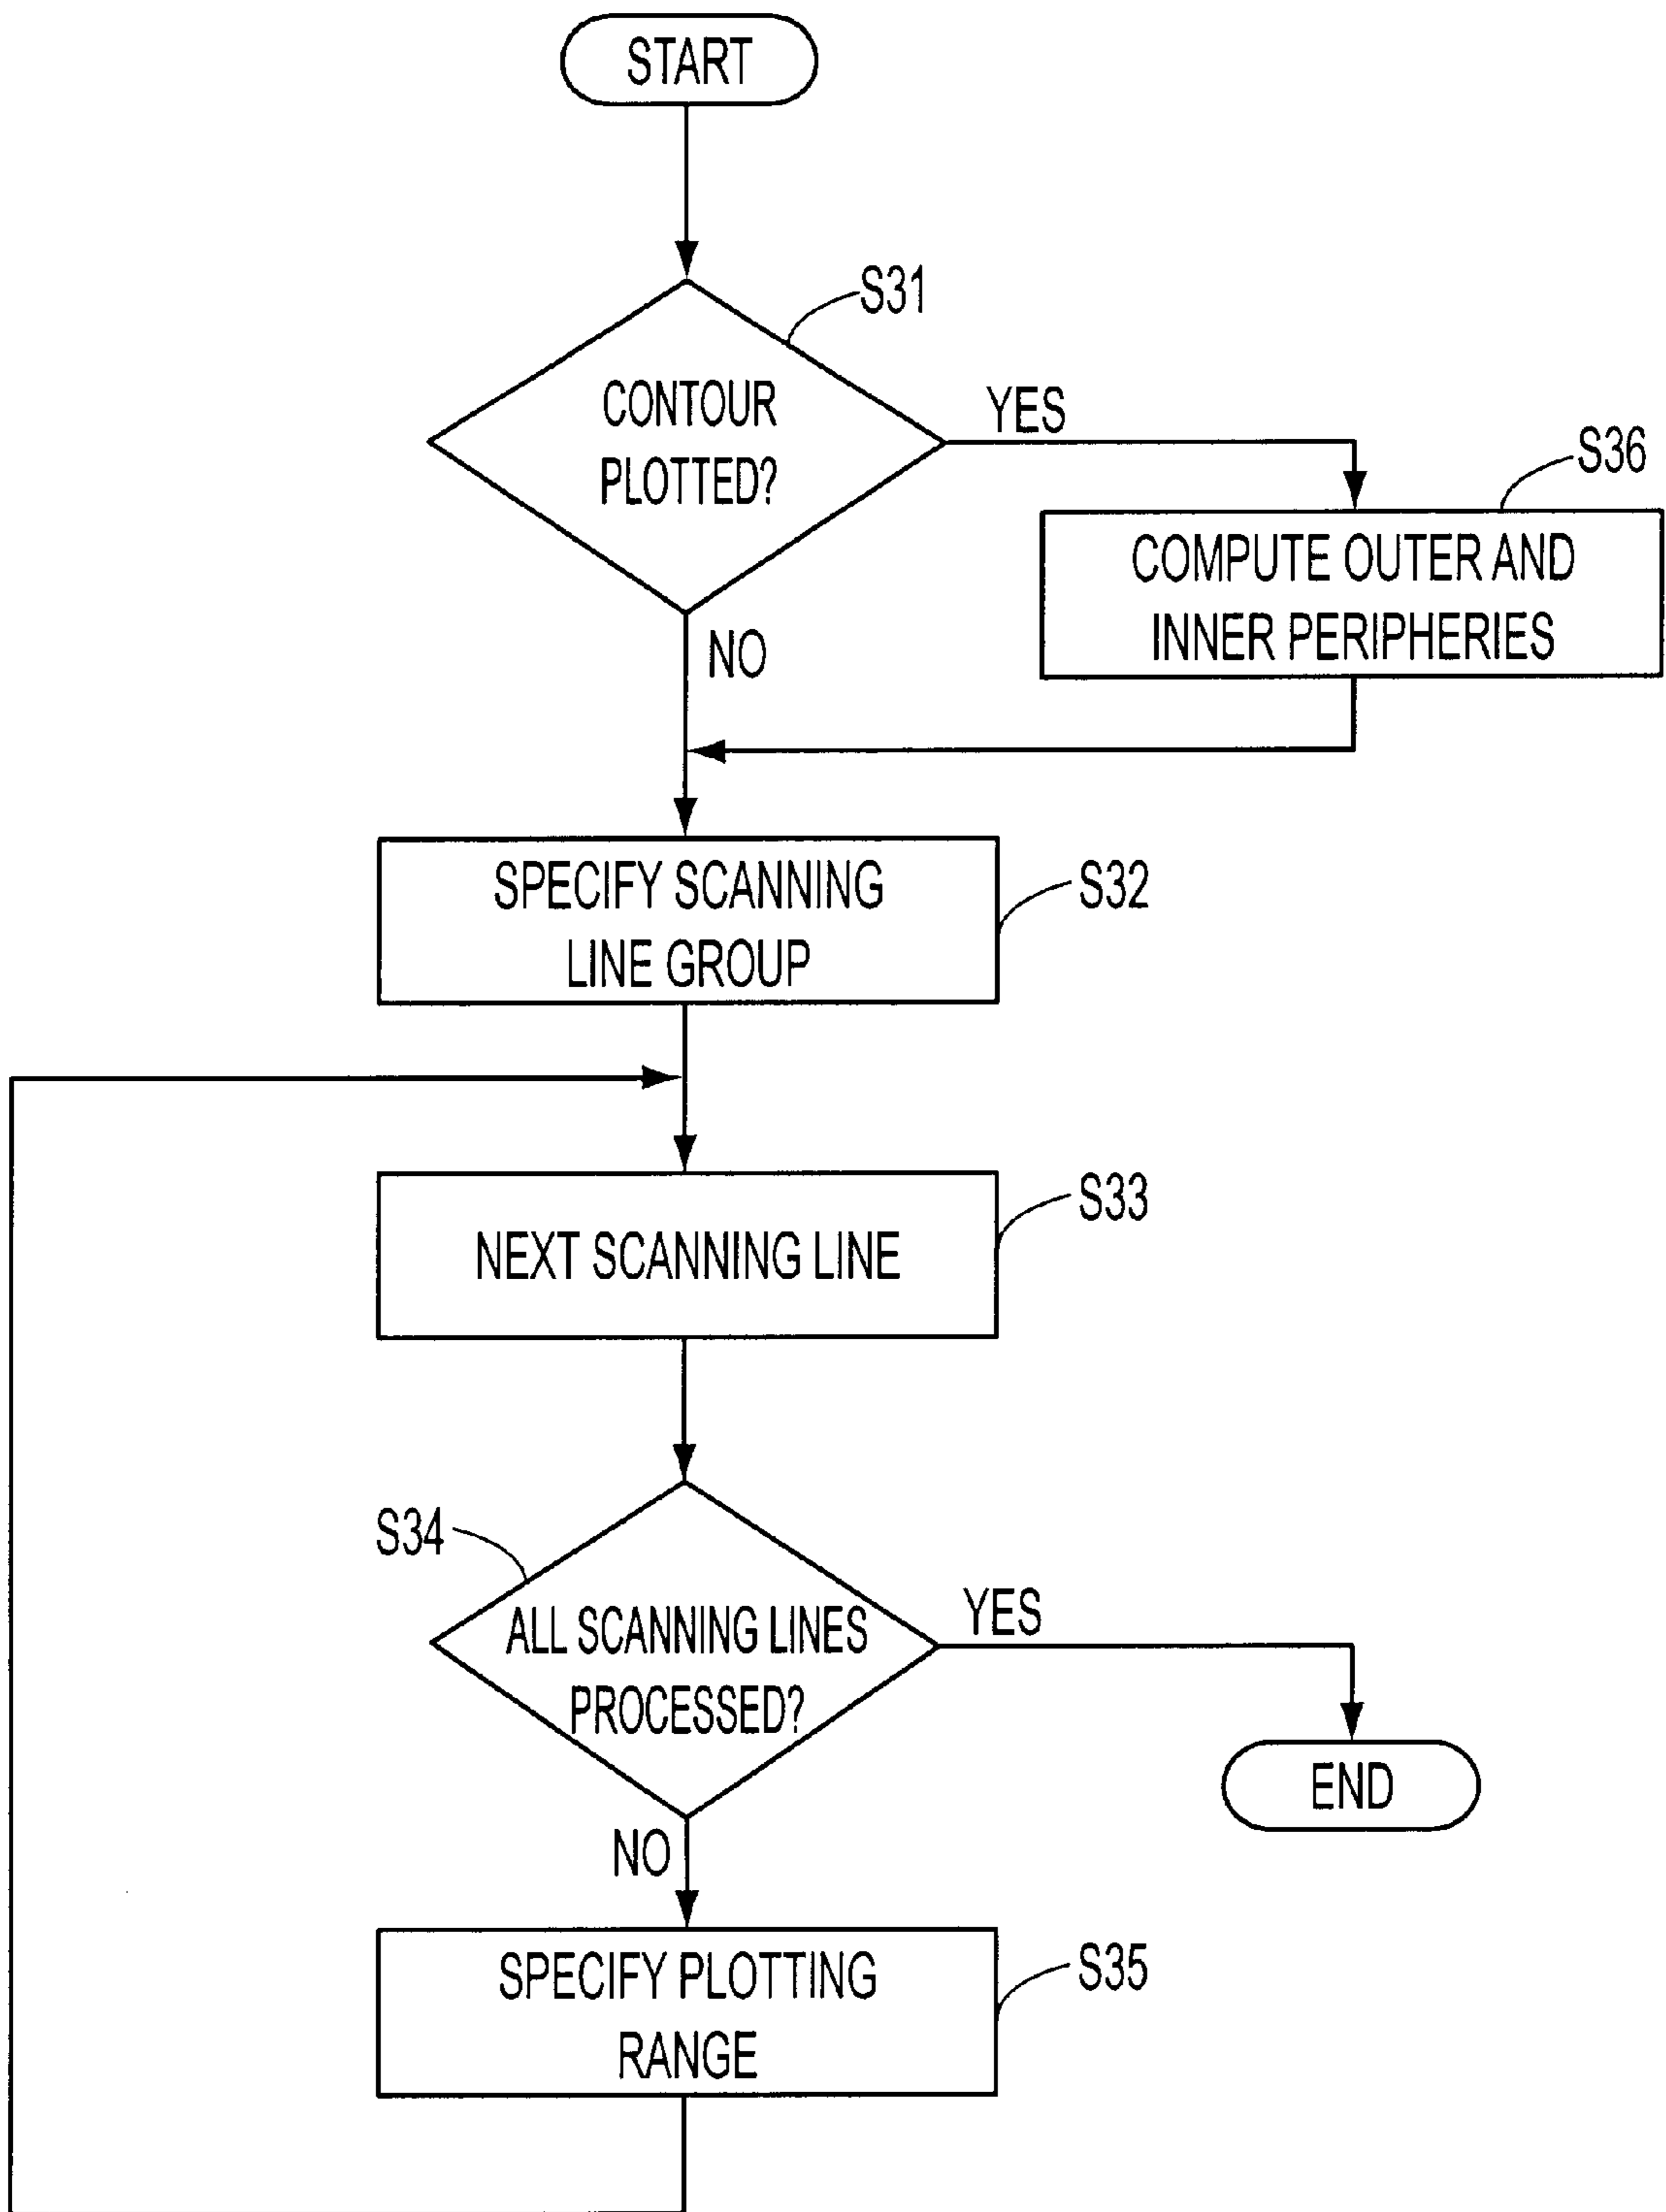 START
S31
CONTOUR
PLOTTED?
YES
S36
COMPUTE OUTER AND
INNER PERIPHERIES
NO
SPECIFY SCANNING
LINE GROUP
S32
NEXT SCANNING LINE
S33
S34
ALL SCANNING LINES
PROCESSED?
YES
END
NO
SPECIFY PLOTTING
RANGE
S35